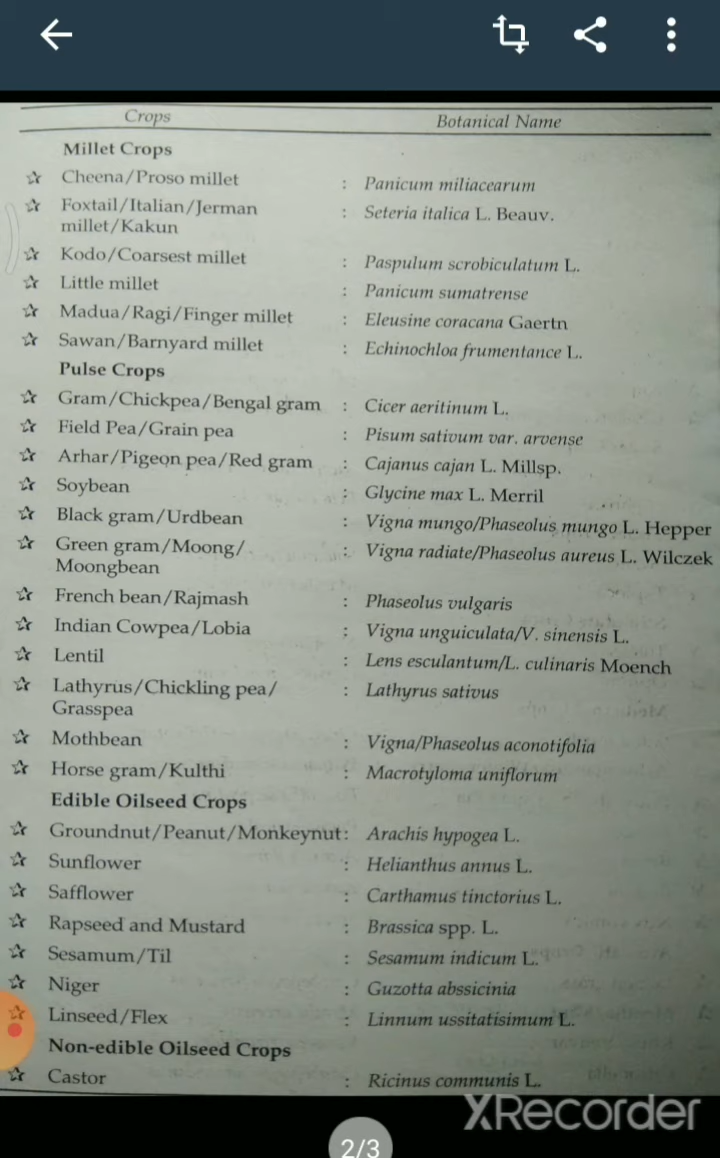 Crops Botanical Name
Millet Crops
☆ Cheena/Proso millet : Panicum miliacearum
☆ Foxtail/Italian/Jerman : Seteria italica L. Beauv.
millet/Kakun
☆ Kodo/Coarsest millet : Paspulum scrobiculatum L.
☆ Little millet : Panicum sumatrense
☆ Madua/Ragi/Finger millet : Eleusine coracana Gaertn
☆ Sawan/Barnyard millet : Echinochloa frumentance L.
Pulse Crops
☆ Gram/Chickpea/Bengal gram : Cicer aeritinum L.
☆ Field Pea/Grain pea : Pisum sativum var. arvense
☆ Arhar/Pigeon pea/Red gram : Cajanus cajan L. Millsp.
☆ Soybean : Glycine max L. Merril
☆ Black gram/Urdbean : Vigna mungo/Phaseolus mungo L. Hepper
☆ Green gram/Moong/ : Vigna radiate/Phaseolus aureus L. Wilczek
Moongbean
☆ French bean/Rajmash : Phaseolus vulgaris
☆ Indian Cowpea/Lobia : Vigna unguiculata/V. sinensis L.
☆ Lentil : Lens esculantum/L. culinaris Moench
☆ Lathyrus/Chickling pea/ : Lathyrus sativus
Grasspea
☆ Mothbean : Vigna/Phaseolus aconotifolia
☆ Horse gram/Kulthi : Macrotyloma uniflorum
Edible Oilseed Crops
☆ Groundnut/Peanut/Monkeynut: Arachis hypogea L.
☆ Sunflower : Helianthus annus L.
☆ Safflower : Carthamus tinctorius L.
☆ Rapseed and Mustard : Brassica spp. L.
☆ Sesamum/Til : Sesamum indicum L.
☆ Niger : Guzotta abssicinia
☆ Linseed/Flex : Linnum ussitatisimum L.
Non-edible Oilseed Crops
☆ Castor : Ricinus communis L.
XRecorder
2/3